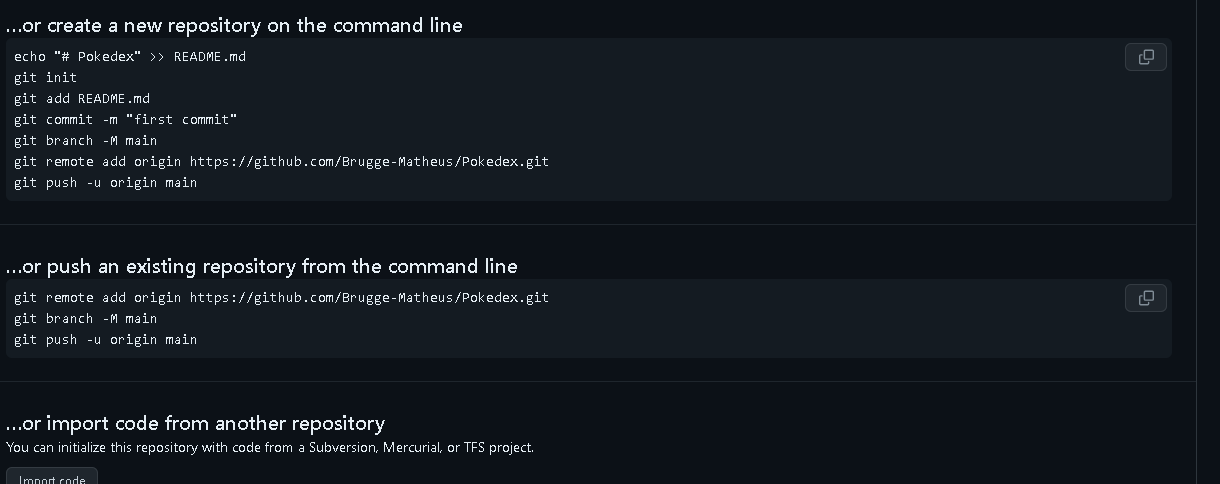 ...or create a new repository on the command line
echo "# Pokedex" >> README.md
git init
git add README.md
git commit -m "first commit"
git branch -M main
git remote add origin https://github.com/Brugge-Matheus/Pokedex.git
git push -u origin main
...or push an existing repository from the command line
git remote add origin https://github.com/Brugge-Matheus/Pokedex.git
git branch -M main
git push -u origin main
...or import code from another repository
You can initialize this repository with code from a Subversion, Mercurial, or TFS project.
Import code